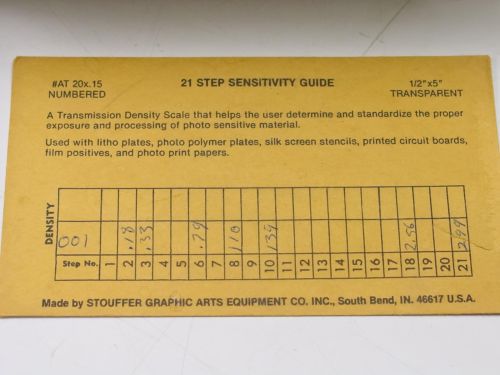 #AT 20x.15 21 STEP SENSITIVITY GUIDE 1/2"x5"
NUMBERED TRANSPARENT
A Transmission Density Scale that helps the user determine and standardize the proper
exposure and processing of photo sensitive material.
Used with litho plates, photo polymer plates, silk screen stencils, printed circuit boards,
film positives, and photo print papers.
DENSITY
001 .18 .33 .79 1.10 1.39 2.56 2.99
Step No. 1 2 3 4 5 6 7 8 9 10 11 12 13 14 15 16 17 18 19 20 21
Made by STOUFFER GRAPHIC ARTS EQUIPMENT CO. INC., South Bend, IN. 46617 U.S.A.